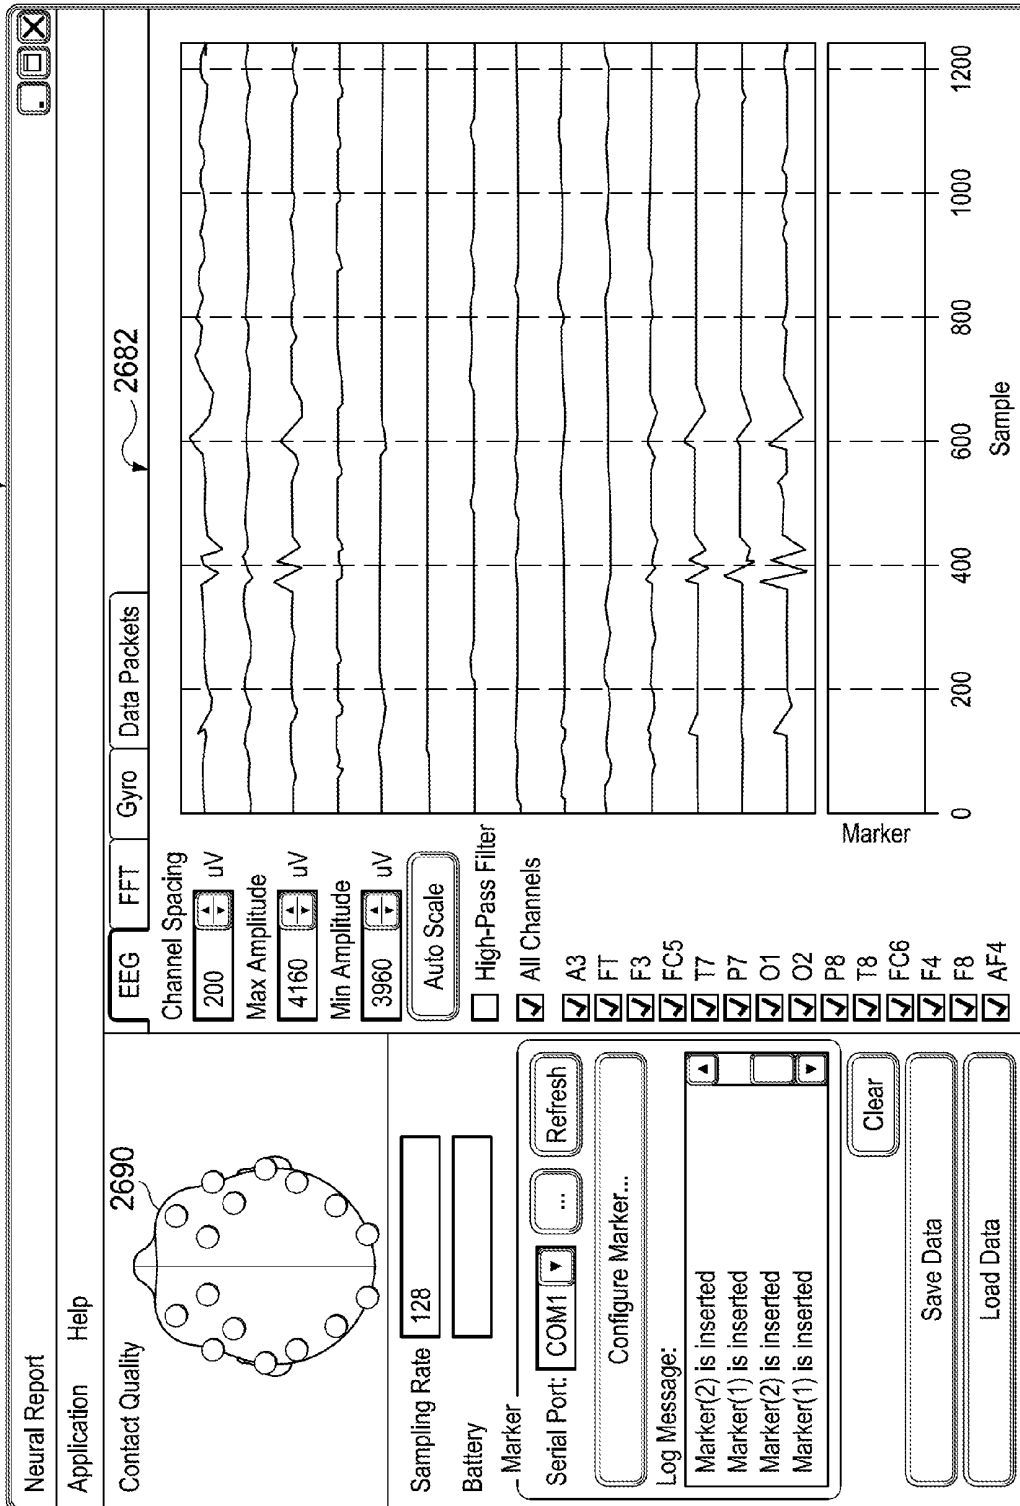 Neural Report
Application Help
Contact Quality
2690
Sampling Rate 128
Battery
Marker
Serial Port: COM1 ... Refresh
Configure Marker...
Log Message:
Marker(2) is inserted
Marker(1) is inserted
Marker(2) is inserted
Marker(1) is inserted
Clear
Save Data
Load Data
EEG FFT Gyro Data Packets
2682
Channel Spacing
200 uV
Max Amplitude
4160 uV
Min Amplitude
3960 uV
Auto Scale
High-Pass Filter
All Channels
A3
FT
F3
FC5
T7
P7
O1
O2
P8
T8
FC6
F4
F8
AF4
Marker
0 200 400 600 800 1000 1200
Sample